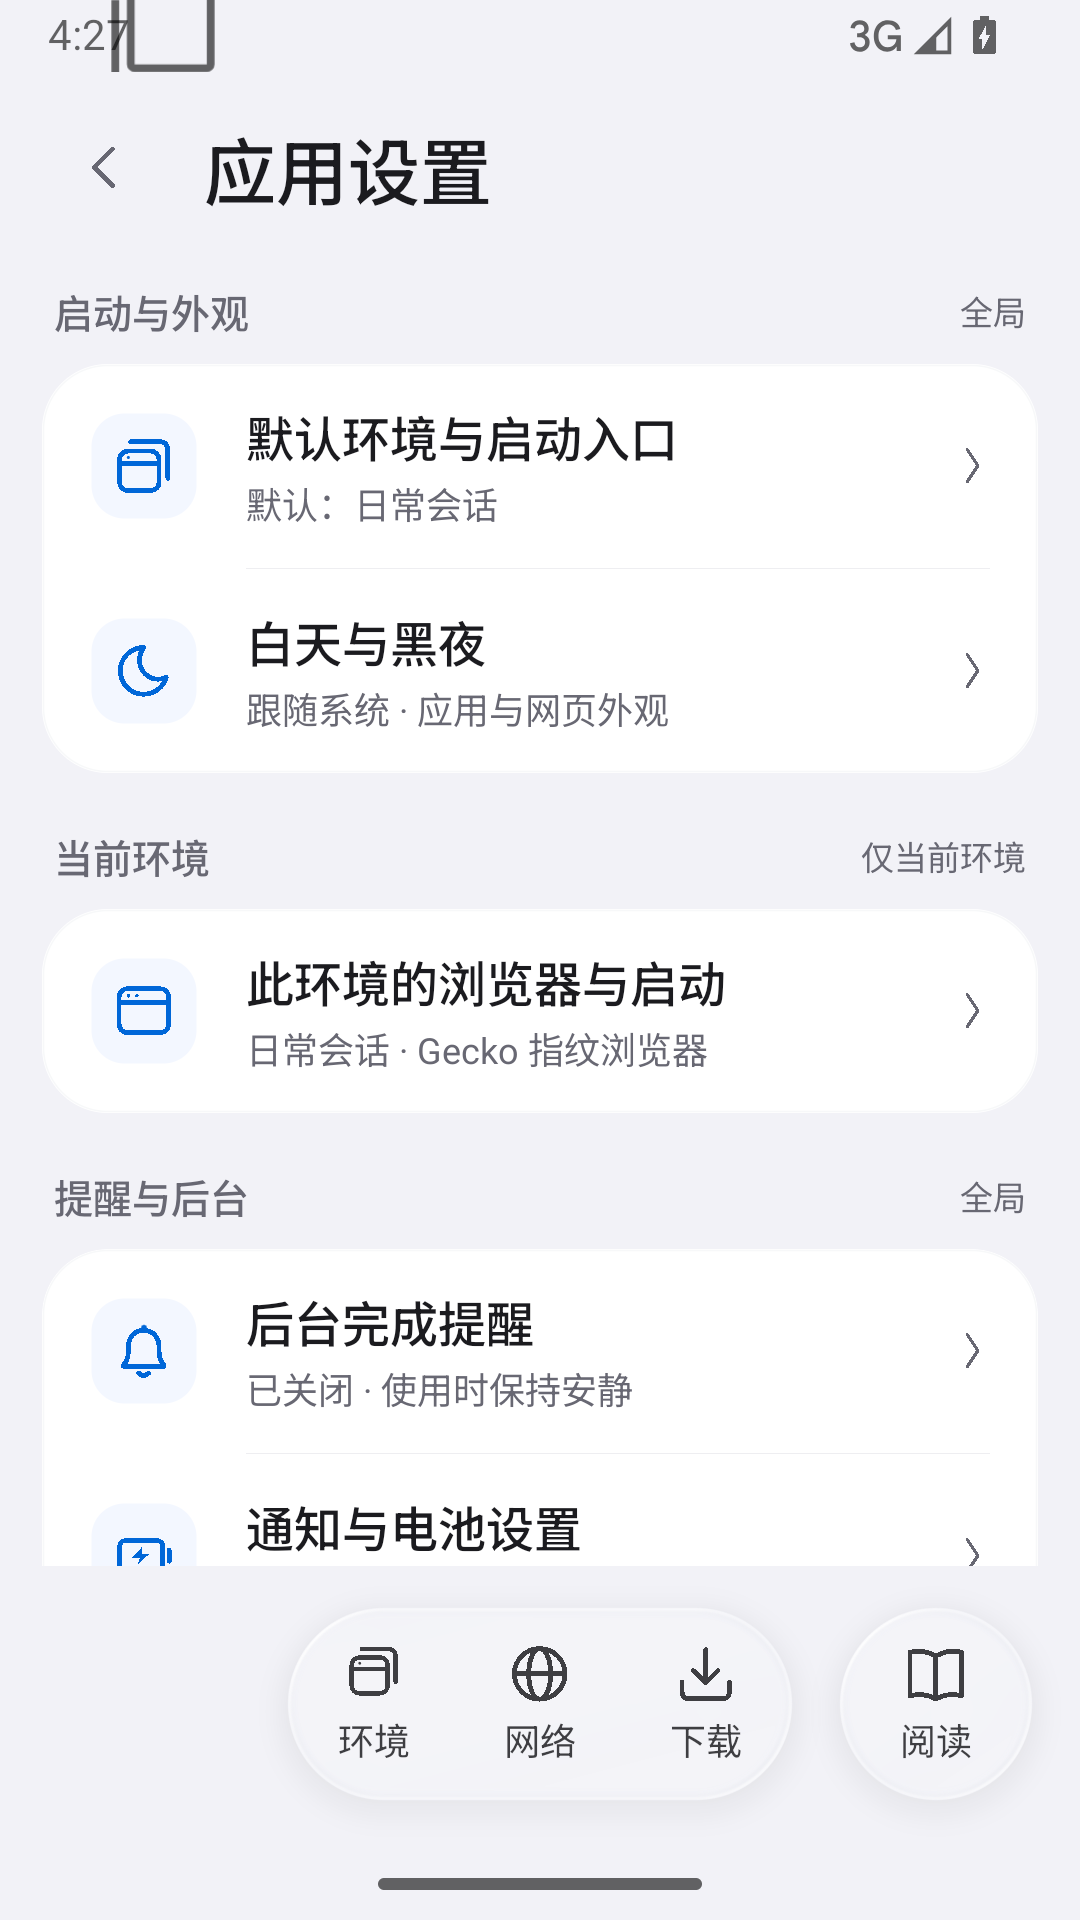 4:27
3G
应用设置
启动与外观
全局
默认环境与启动入口
默认：日常会话
白天与黑夜
跟随系统 · 应用与网页外观
当前环境
仅当前环境
此环境的浏览器与启动
日常会话 · Gecko 指纹浏览器
提醒与后台
全局
后台完成提醒
已关闭 · 使用时保持安静
通知与电池设置
环境
网络
下载
阅读